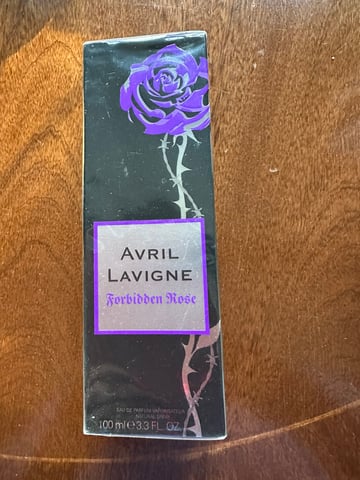 AVRIL
LAVIGNE
Forbidden Rose
EAU DE PARFUM VAPORISATEUR
NATURAL SPRAY
100 ml e 3.3 FL. OZ.